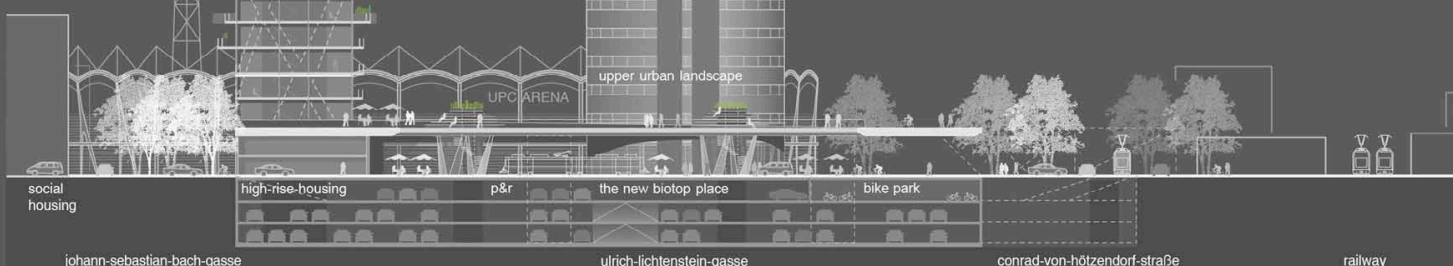 upper urban landscape
UPC ARENA
social
housing
high-rise-housing
p&r
the new biotop place
bike park
johann-sebastian-bach-gasse
ulrich-lichtenstein-gasse
conrad-von-hötzendorf-straße
railway